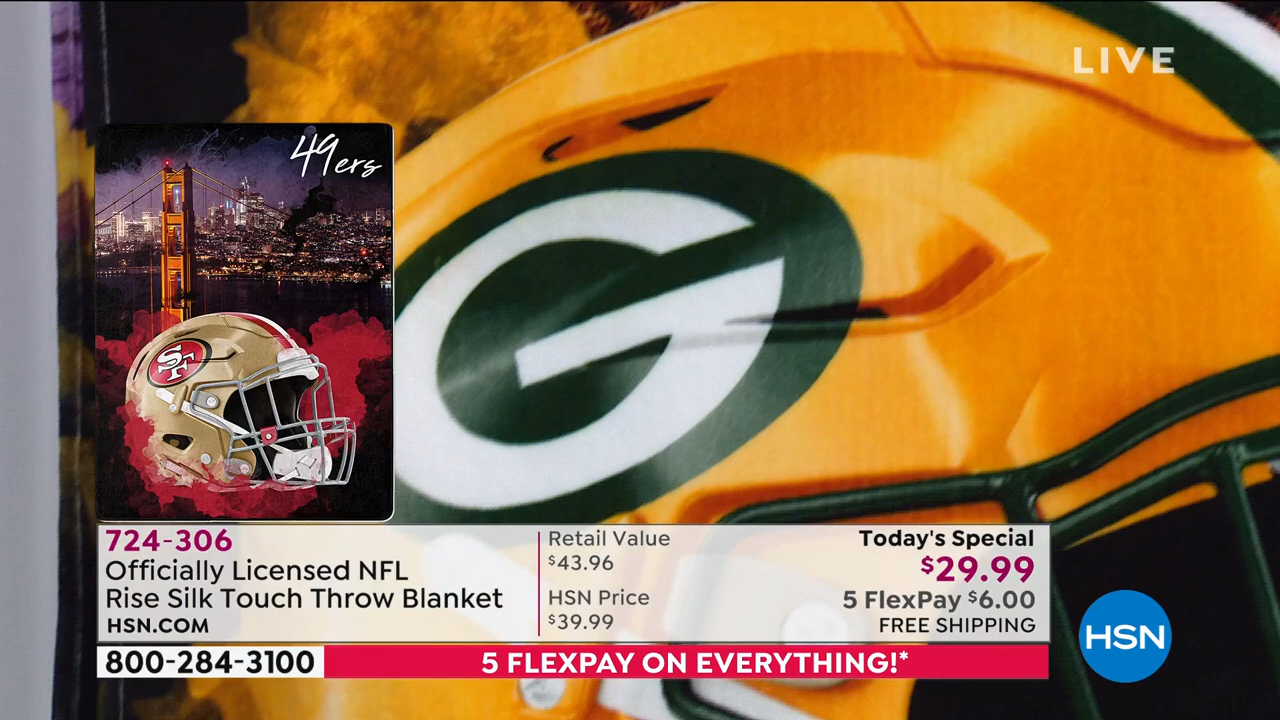 LIVE
49ers
SF
G
724-306
Officially Licensed NFL
Rise Silk Touch Throw Blanket
HSN.COM
Retail Value
$43.96
HSN Price
$39.99
Today's Special
$29.99
5 FlexPay $6.00
FREE SHIPPING
HSN
800-284-3100
5 FLEXPAY ON EVERYTHING!*